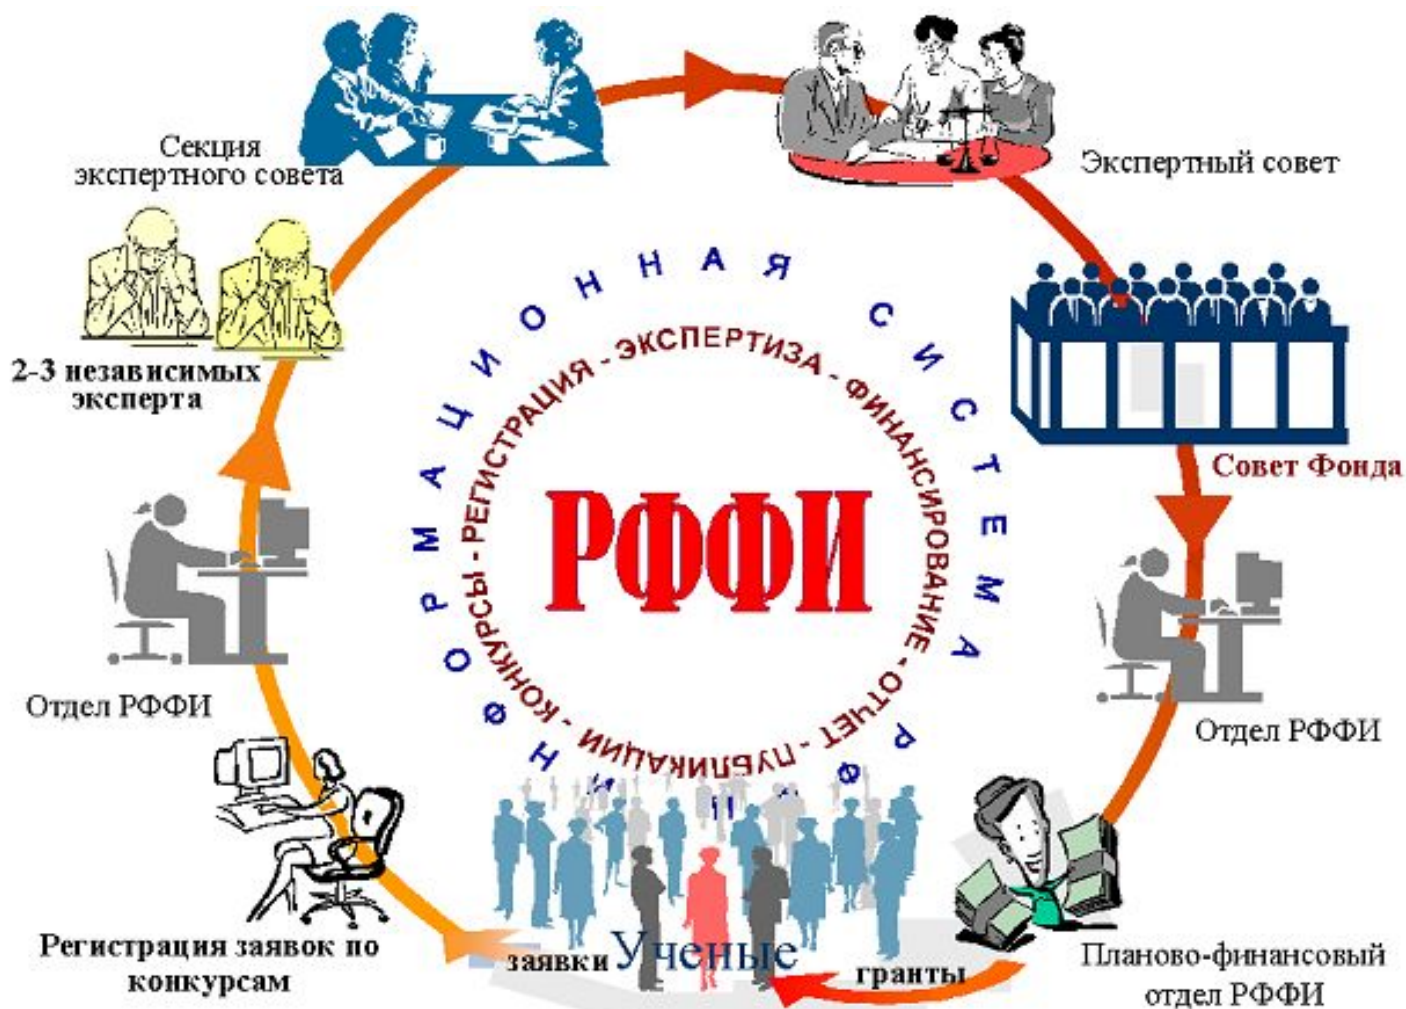 Секция
экспертного совета
Экспертный совет
2-3 независимых
эксперта
Совет Фонда
ИНФОРМАЦИОННАЯ СИСТЕМА РФФИ
КОНКУРСЫ - РЕГИСТРАЦИЯ - ЭКСПЕРТИЗА - ФИНАНСИРОВАНИЕ - ОТЧЕТ - ПУБЛИКАЦИИ -
РФФИ
Отдел РФФИ
Отдел РФФИ
Регистрация заявок по
конкурсам
заявки
Ученые
гранты
Планово-финансовый
отдел РФФИ